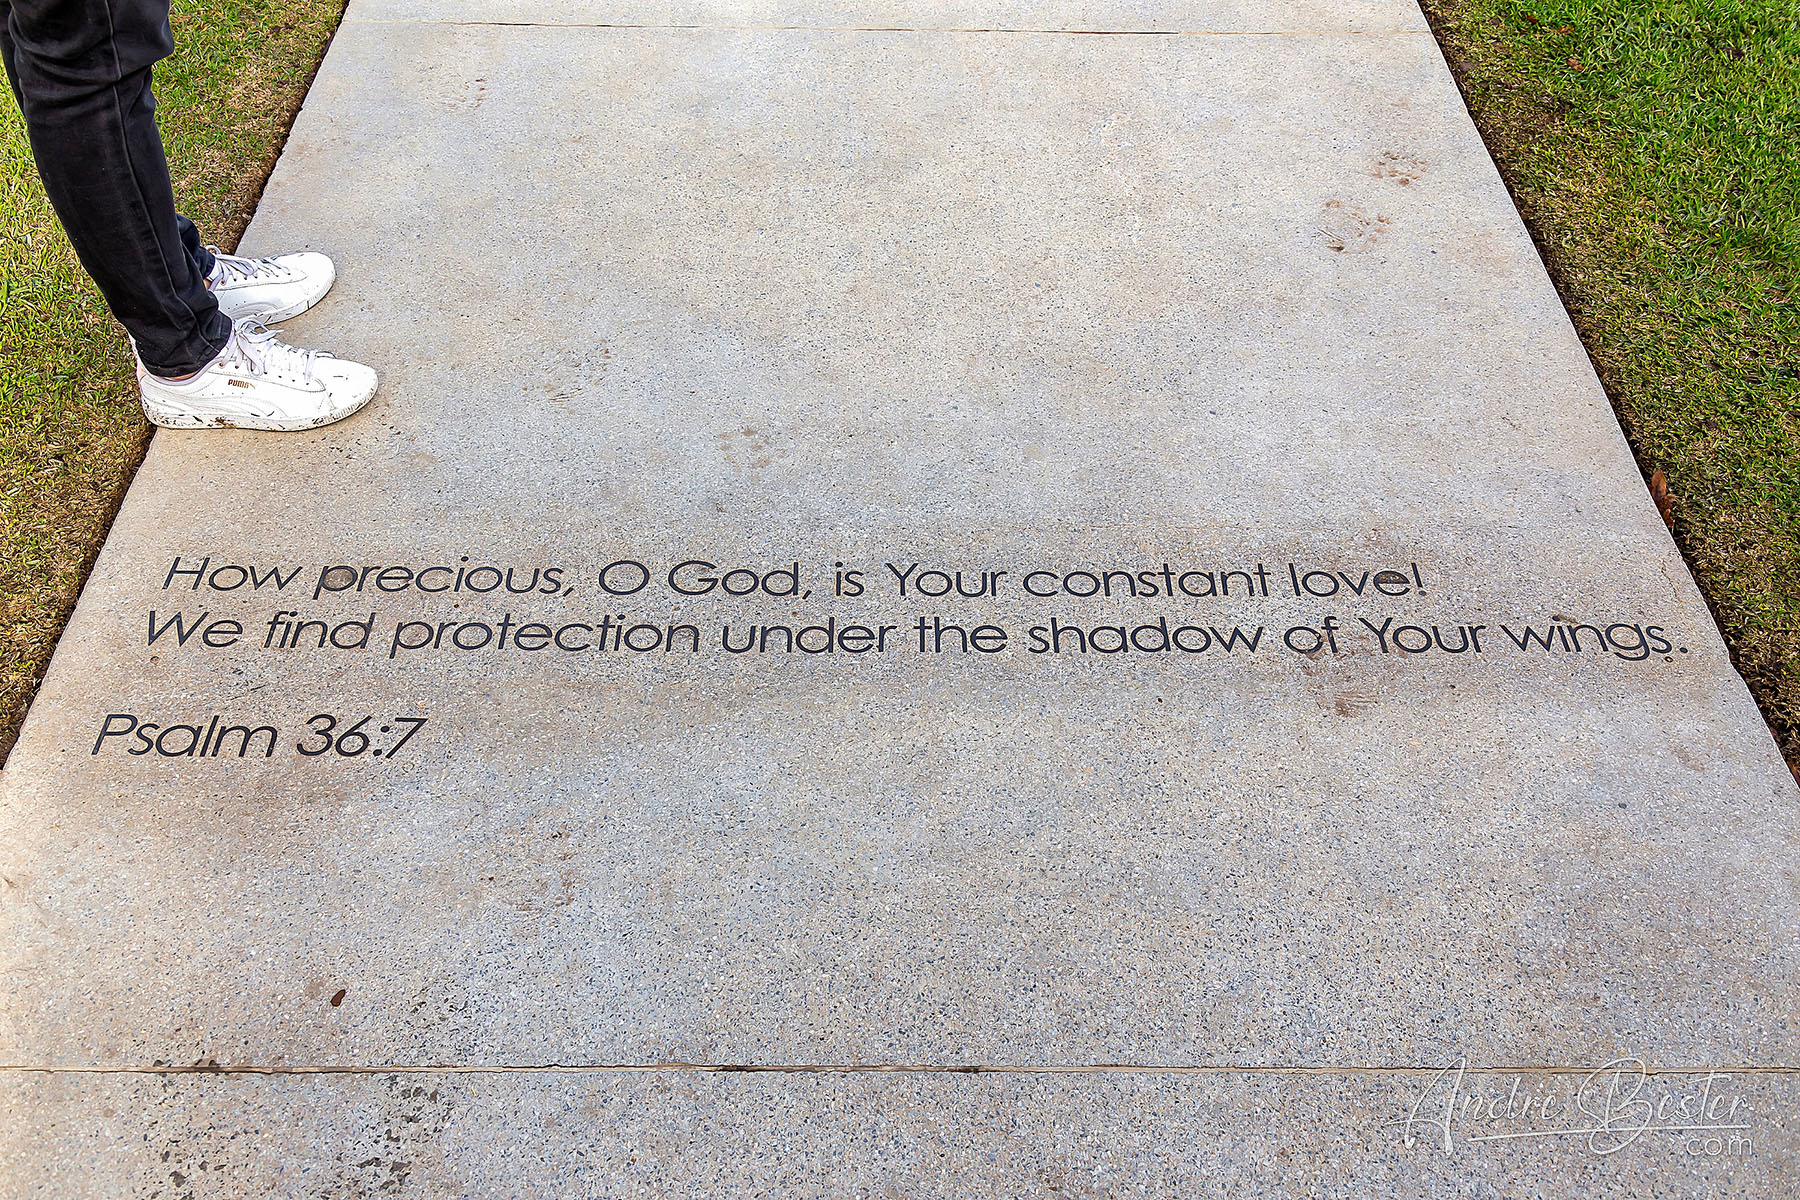 PUMA
How precious, O God, is Your constant love!
We find protection under the shadow of Your wings.
Psalm 36:7
Andre Bester
com